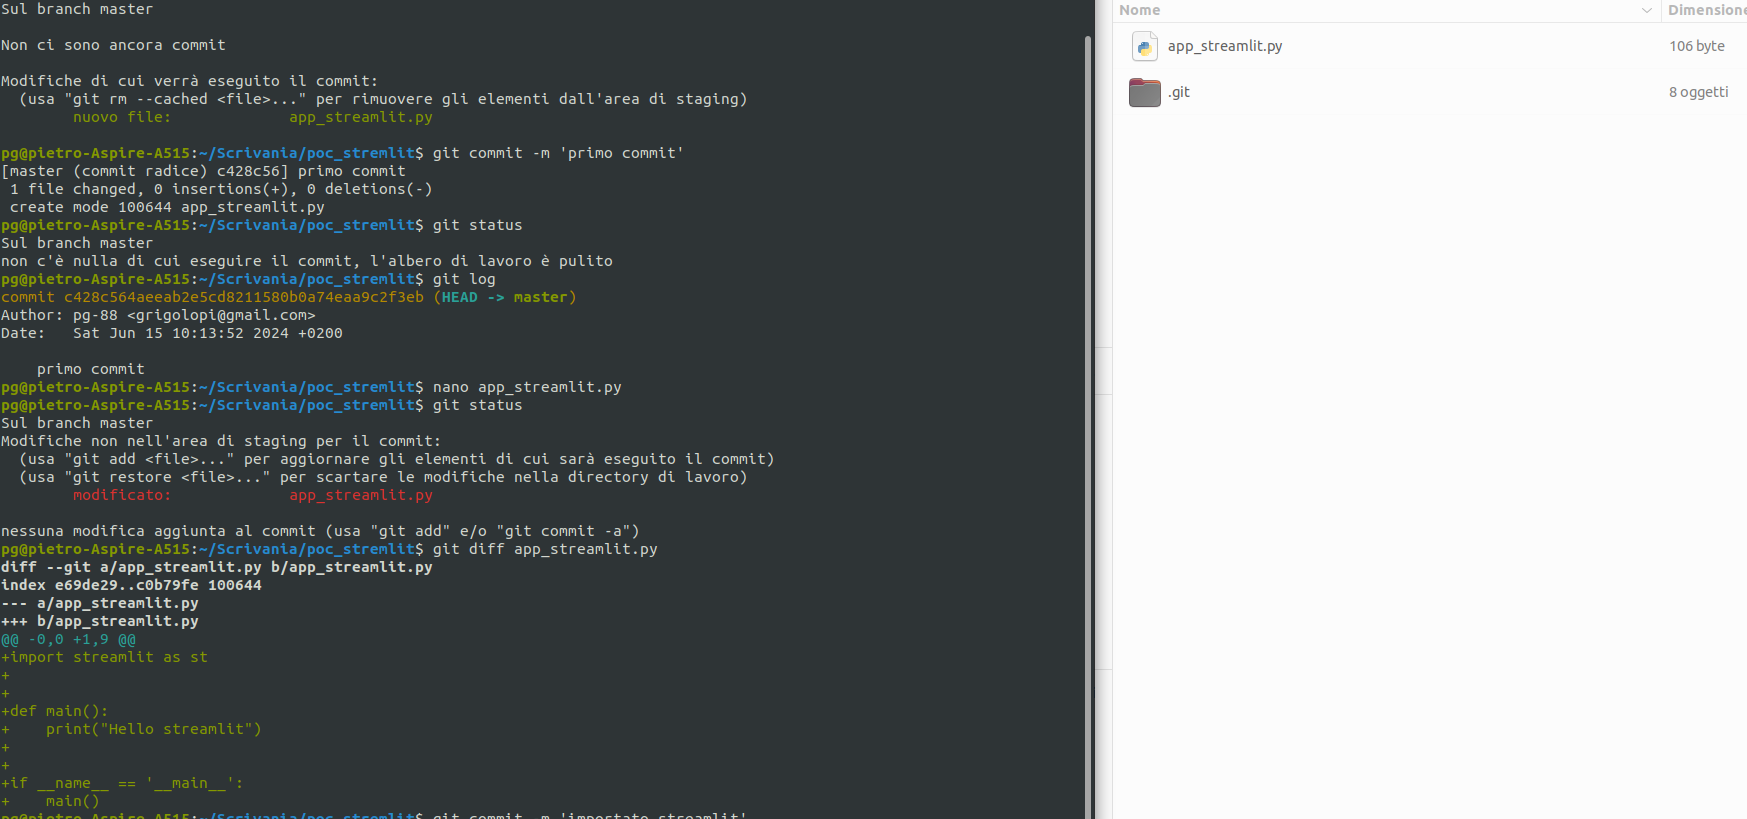 Sul branch master
Non ci sono ancora commit
Modifiche di cui verrà eseguito il commit:
  (usa "git rm --cached <file>..." per rimuovere gli elementi dall'area di staging)
        nuovo file:             app_streamlit.py
pg@pietro-Aspire-A515:~/Scrivania/poc_stremlit$ git commit -m 'primo commit'
[master (commit radice) c428c56] primo commit
 1 file changed, 0 insertions(+), 0 deletions(-)
 create mode 100644 app_streamlit.py
pg@pietro-Aspire-A515:~/Scrivania/poc_stremlit$ git status
Sul branch master
non c'è nulla di cui eseguire il commit, l'albero di lavoro è pulito
pg@pietro-Aspire-A515:~/Scrivania/poc_stremlit$ git log
commit c428c564aeeab2e5cd8211580b0a74eaa9c2f3eb (HEAD -> master)
Author: pg-88 <grigolopi@gmail.com>
Date:   Sat Jun 15 10:13:52 2024 +0200
    primo commit
pg@pietro-Aspire-A515:~/Scrivania/poc_stremlit$ nano app_streamlit.py
pg@pietro-Aspire-A515:~/Scrivania/poc_stremlit$ git status
Sul branch master
Modifiche non nell'area di staging per il commit:
  (usa "git add <file>..." per aggiornare gli elementi di cui sarà eseguito il commit)
  (usa "git restore <file>..." per scartare le modifiche nella directory di lavoro)
        modificato:             app_streamlit.py
nessuna modifica aggiunta al commit (usa "git add" e/o "git commit -a")
pg@pietro-Aspire-A515:~/Scrivania/poc_stremlit$ git diff app_streamlit.py
diff --git a/app_streamlit.py b/app_streamlit.py
index e69de29..c0b79fe 100644
--- a/app_streamlit.py
+++ b/app_streamlit.py
@@ -0,0 +1,9 @@
+import streamlit as st
+
+
+def main():
+    print("Hello streamlit")
+
+
+if __name__ == '__main__':
+    main()
pg@pietro-Aspire-A515:~/Scrivania/poc_stremlit$ git commit -m 'importato streamlit'
Nome
Dimensione
app_streamlit.py
106 byte
.git
8 oggetti